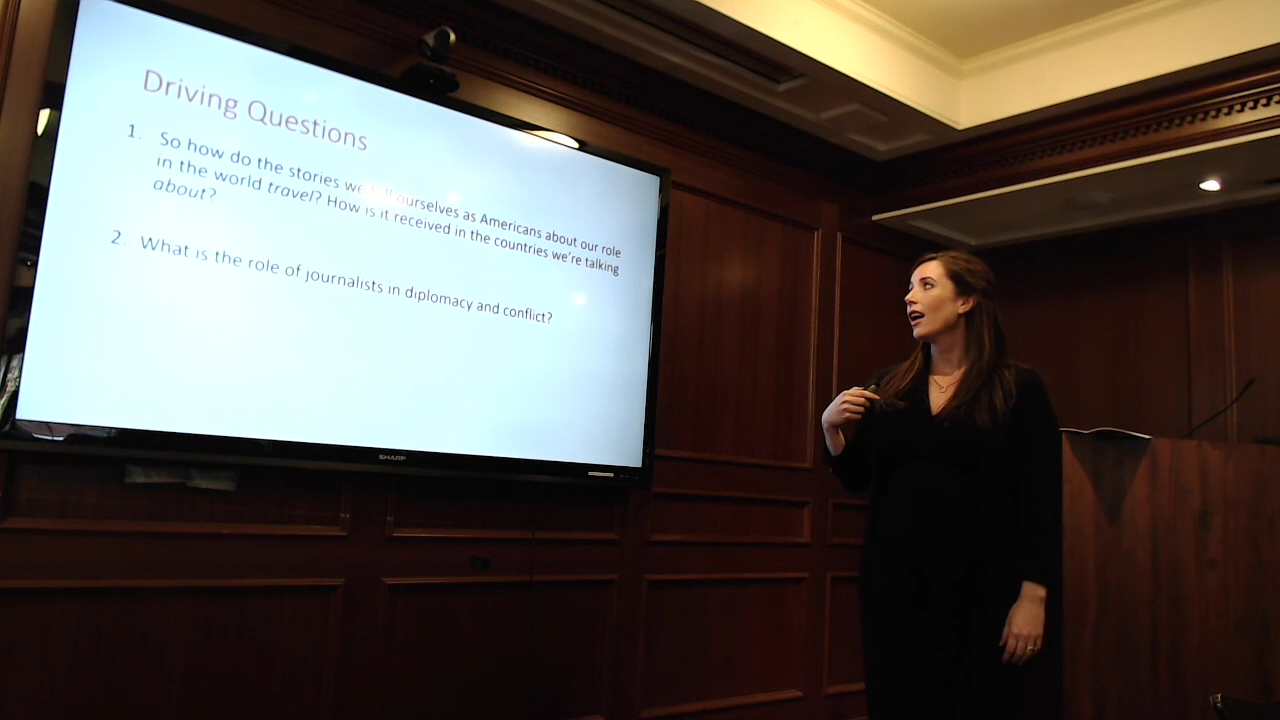 Driving Questions
1. So how do the stories we tell ourselves as Americans about our role
in the world travel? How is it received in the countries we're talking
about?
2. What is the role of journalists in diplomacy and conflict?
SHARP